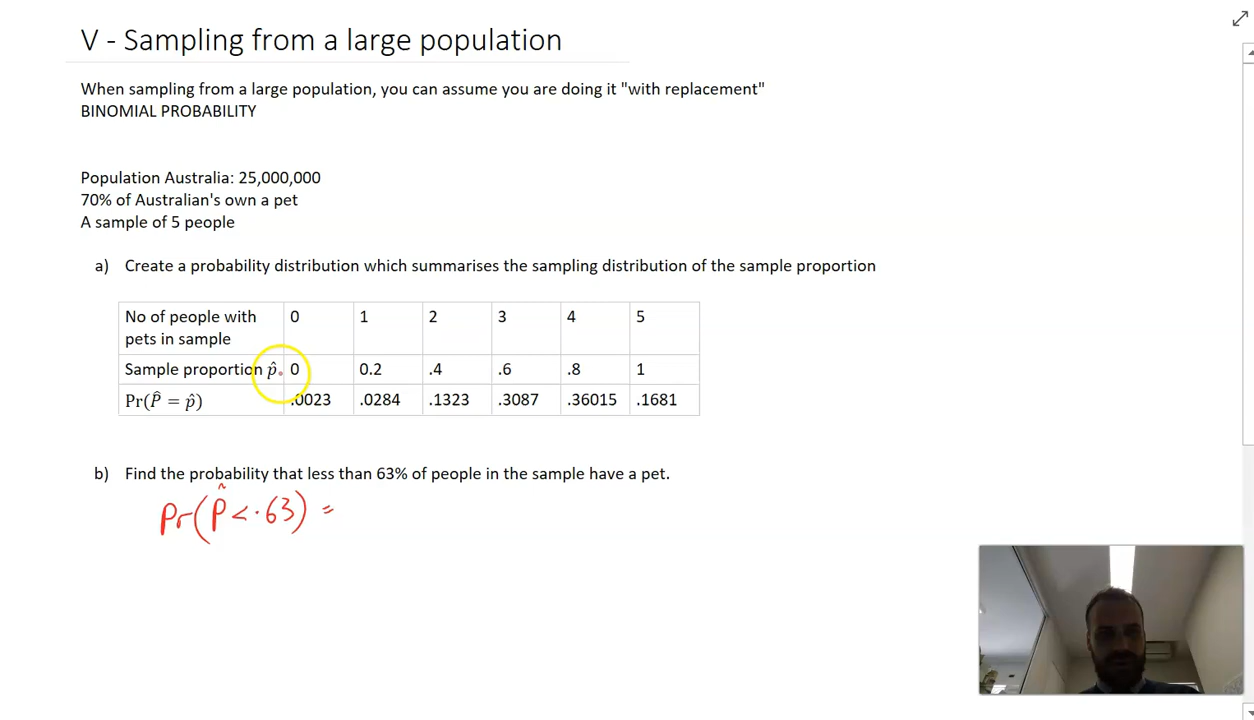 V - Sampling from a large population
When sampling from a large population, you can assume you are doing it "with replacement"
BINOMIAL PROBABILITY
Population Australia: 25,000,000
70% of Australian's own a pet
A sample of 5 people
a) Create a probability distribution which summarises the sampling distribution of the sample proportion
No of people with pets in sample 0 1 2 3 4 5
Sample proportion p̂. 0 0.2 .4 .6 .8 1
Pr(P̂ = p̂) .0023 .0284 .1323 .3087 .36015 .1681
b) Find the probability that less than 63% of people in the sample have a pet.
Pr(P̂ < .63) =